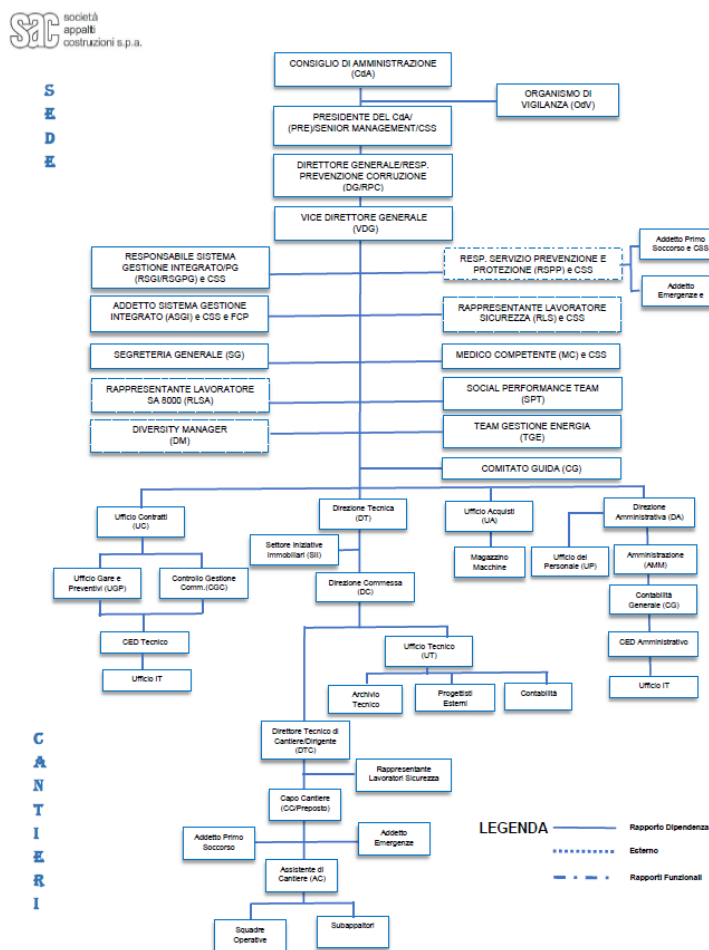 sac società
appalti
costruzioni s.p.a.
SEDE
CONSIGLIO DI AMMINISTRAZIONE
(CdA)
ORGANISMO DI
VIGILANZA (OdV)
PRESIDENTE DEL CdA/
(PRE)/SENIOR MANAGEMENT/CSS
DIRETTORE GENERALE/RESP.
PREVENZIONE CORRUZIONE
(DG/RPC)
VICE DIRETTORE GENERALE
(VDG)
RESPONSABILE SISTEMA
GESTIONE INTEGRATO/PG
(RSGI/RSGPG) e CSS
RESP. SERVIZIO PREVENZIONE E
PROTEZIONE (RSPP) e CSS
Addetto Primo
Soccorso e CSS
Addetto
Emergenze e
ADDETTO SISTEMA GESTIONE
INTEGRATO (ASGI) e CSS e FCP
RAPPRESENTANTE LAVORATORE
SICUREZZA (RLS) e CSS
SEGRETERIA GENERALE (SG)
MEDICO COMPETENTE (MC) e CSS
RAPPRESENTANTE LAVORATORE
SA 8000 (RLSA)
SOCIAL PERFORMANCE TEAM
(SPT)
DIVERSITY MANAGER
(DM)
TEAM GESTIONE ENERGIA
(TGE)
COMITATO GUIDA (CG)
Ufficio Contratti
(UC)
Direzione Tecnica
(DT)
Ufficio Acquisti
(UA)
Direzione
Amministrativa (DA)
Settore Iniziative
Immobiliari (SII)
Magazzino
Macchine
Ufficio del
Personale (UP)
Amministrazione
(AMM)
Ufficio Gare e
Preventivi (UGP)
Controllo Gestione
Comm.(CGC)
Direzione Commessa
(DC)
Contabilità
Generale (CG)
CED Tecnico
Ufficio Tecnico
(UT)
CED Amministrativo
Ufficio IT
Archivio
Tecnico
Progettisti
Esterni
Contabilità
Ufficio IT
CANTIERI
Direttore Tecnico di
Cantiere/Dirigente
(DTC)
Rappresentante
Lavoratori Sicurezza
Capo Cantiere
(CC/Preposto)
Addetto Primo
Soccorso
Addetto
Emergenze
Assistente di
Cantiere (AC)
Squadre
Operative
Subappaltori
LEGENDA
Rapporto Dipendenza
Esterno
Rapporti Funzionali